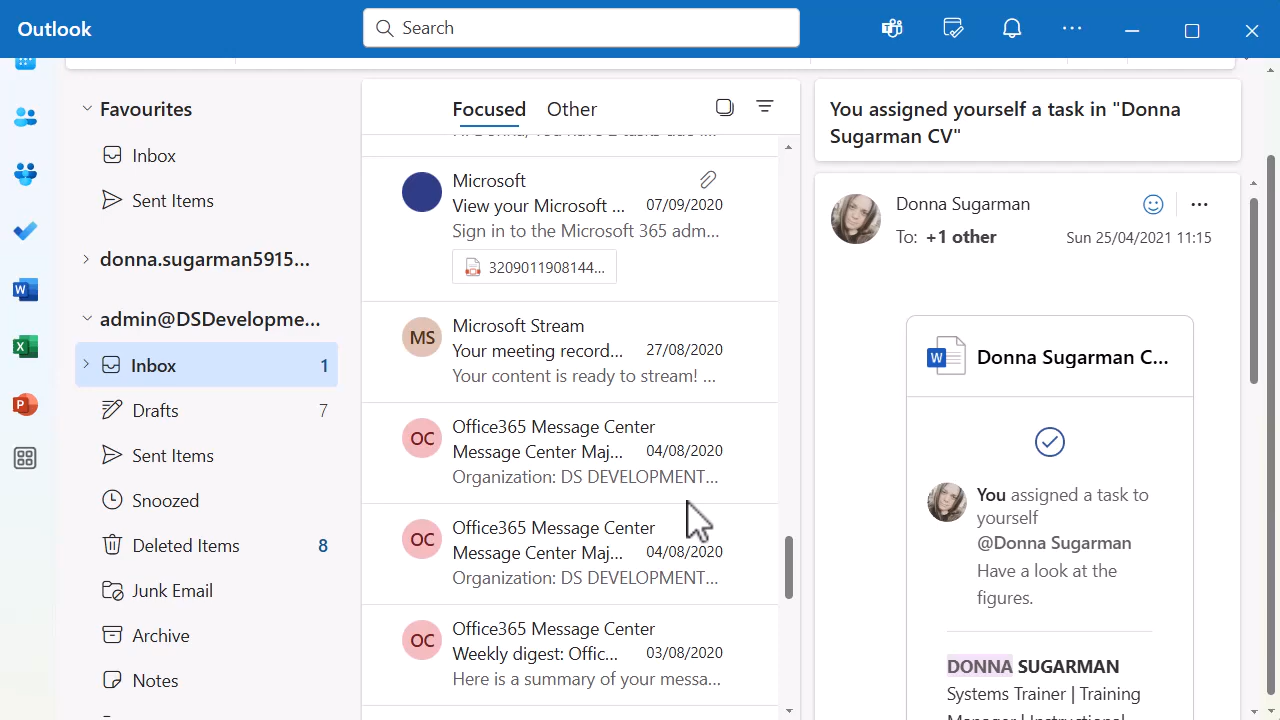 Outlook
Search
Favourites
Inbox
Sent Items
donna.sugarman5915...
admin@DSDevelopme...
Inbox 1
Drafts 7
Sent Items
Snoozed
Deleted Items 8
Junk Email
Archive
Notes
Focused Other
Microsoft
View your Microsoft ... 07/09/2020
Sign in to the Microsoft 365 adm...
3209011908144...
MS
Microsoft Stream
Your meeting record... 27/08/2020
Your content is ready to stream! ...
OC
Office365 Message Center
Message Center Maj... 04/08/2020
Organization: DS DEVELOPMENT...
OC
Office365 Message Center
Message Center Maj... 04/08/2020
Organization: DS DEVELOPMENT...
OC
Office365 Message Center
Weekly digest: Offic... 03/08/2020
Here is a summary of your messa...
You assigned yourself a task in "Donna
Sugarman CV"
Donna Sugarman
To: +1 other Sun 25/04/2021 11:15
Donna Sugarman C...
You assigned a task to
yourself
@Donna Sugarman
Have a look at the
figures.
DONNA SUGARMAN
Systems Trainer | Training